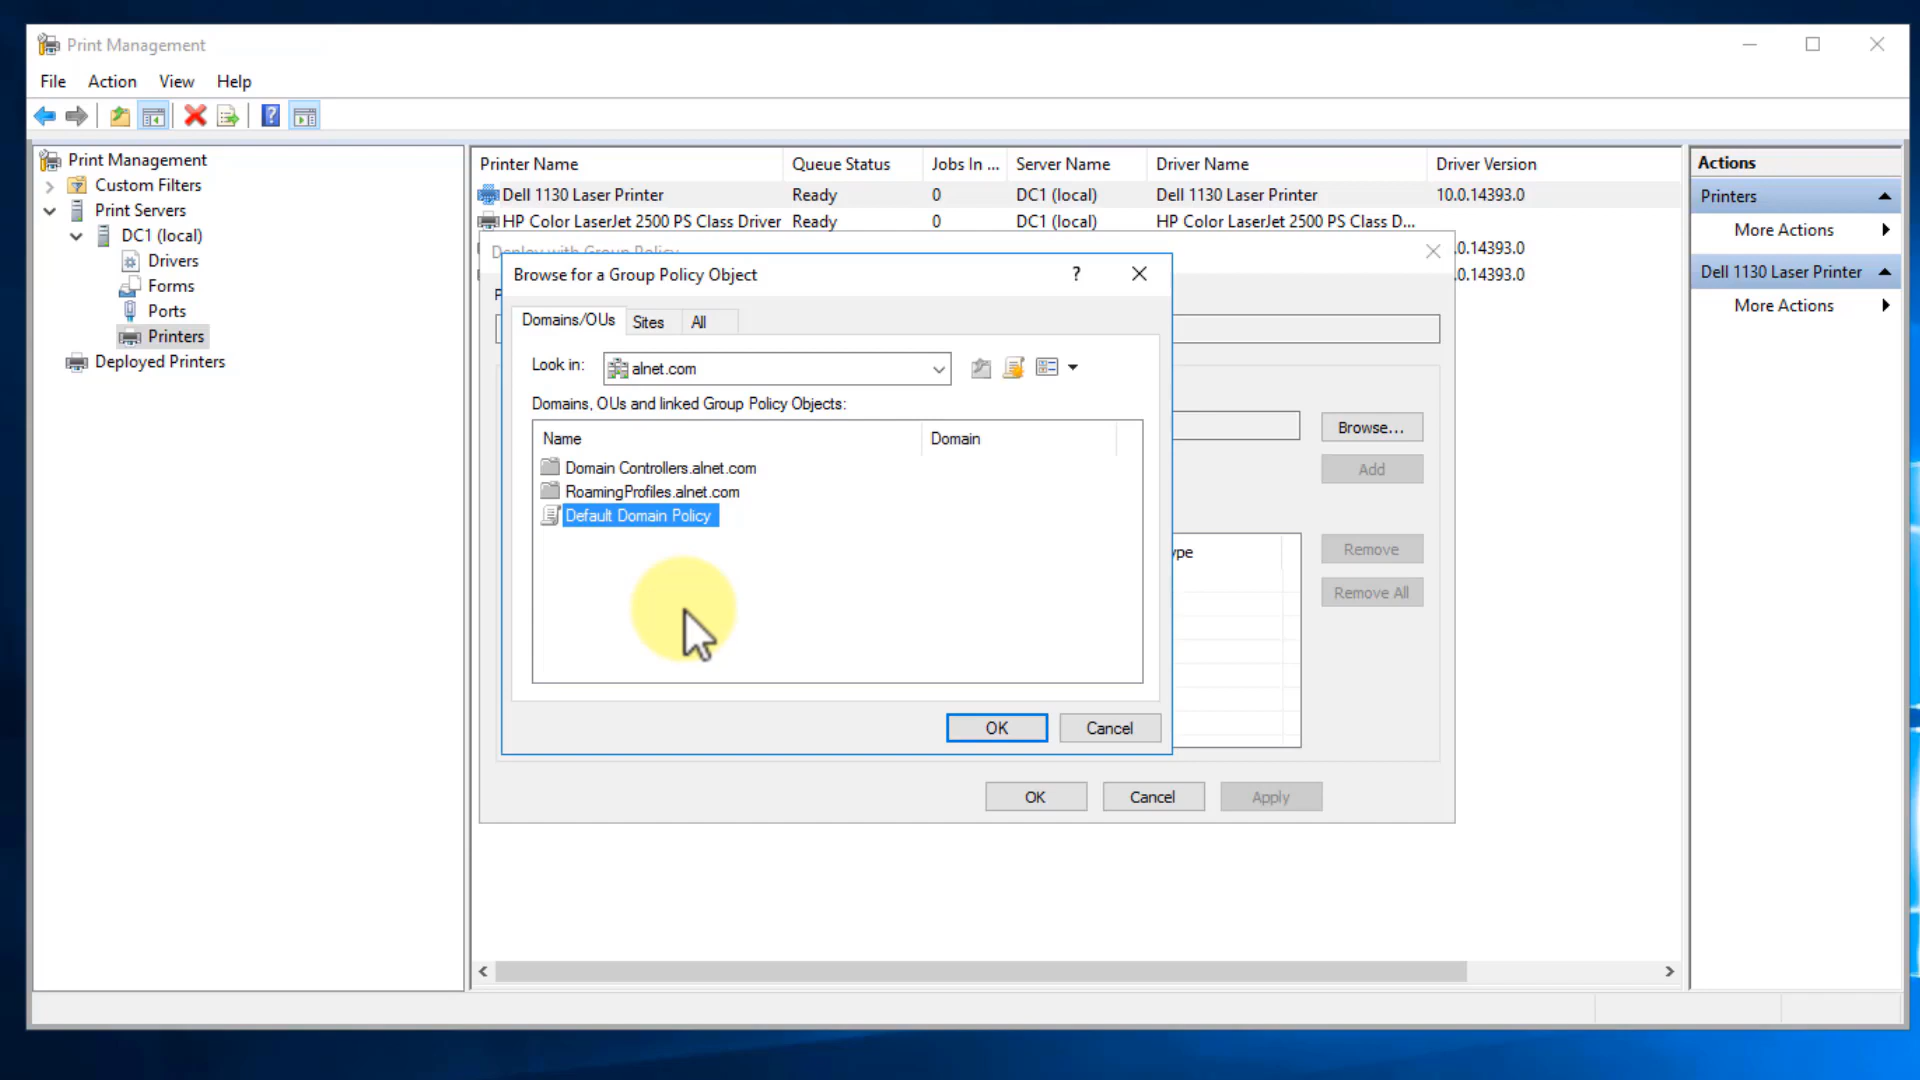 Print Management
File Action View Help
Print Management
Custom Filters
Print Servers
DC1 (local)
Drivers
Forms
Ports
Printers
Deployed Printers
Printer Name Queue Status Jobs In ... Server Name Driver Name Driver Version
Dell 1130 Laser Printer Ready 0 DC1 (local) Dell 1130 Laser Printer 10.0.14393.0
HP Color LaserJet 2500 PS Class Driver Ready 0 DC1 (local) HP Color LaserJet 2500 PS Class D...
.0.14393.0
.0.14393.0
Deploy with Group Policy
Browse for a Group Policy Object ?
Domains/OUs Sites All
Look in: alnet.com
Domains, OUs and linked Group Policy Objects:
Name Domain
Domain Controllers.alnet.com
RoamingProfiles.alnet.com
Default Domain Policy
OK Cancel
Browse...
Add
ype
Remove
Remove All
OK Cancel Apply
Actions
Printers
More Actions
Dell 1130 Laser Printer
More Actions